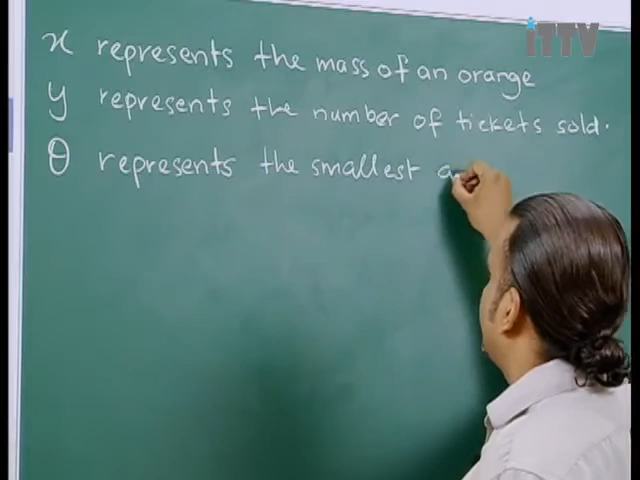 iTTV
x represents the mass of an orange
y represents the number of tickets sold.
θ represents the smallest a